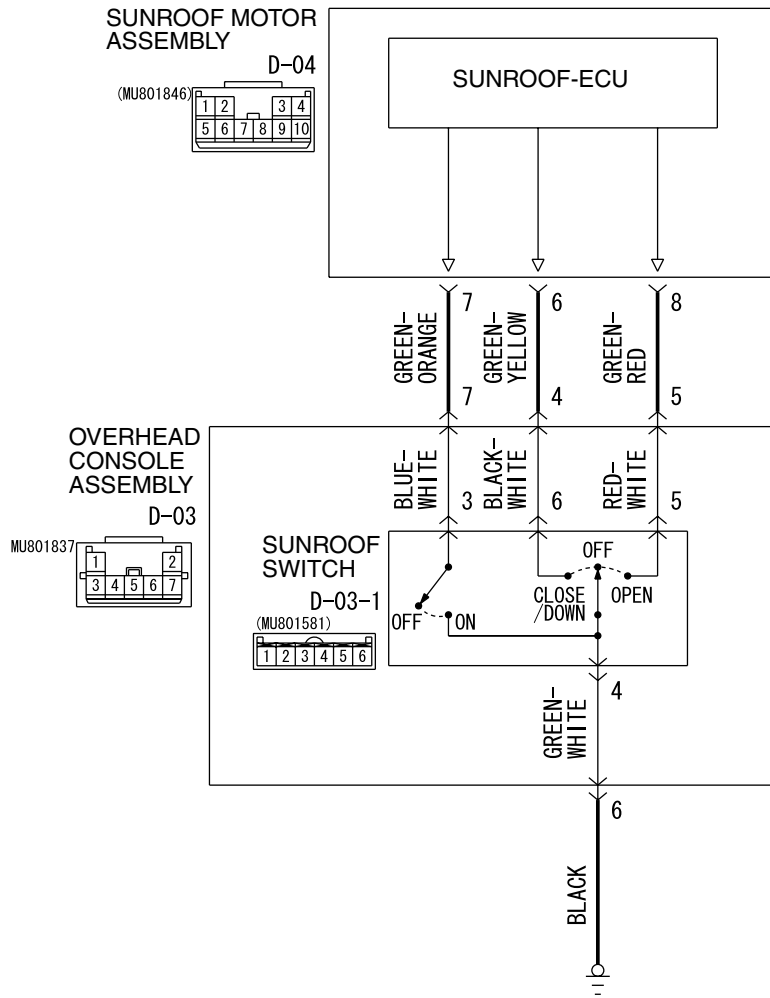 SUNROOF MOTOR
ASSEMBLY
D-04
(MU801846)
1 2 3 4
5 6 7 8 9 10
SUNROOF-ECU
7 6 8
GREEN-
ORANGE
GREEN-
YELLOW
GREEN-
RED
7 4 5
OVERHEAD
CONSOLE
ASSEMBLY
D-03
MU801837
1 2
3 4 5 6 7
BLUE-
WHITE
BLACK-
WHITE
RED-
WHITE
3 6 5
SUNROOF
SWITCH
D-03-1
(MU801581)
1 2 3 4 5 6
OFF
CLOSE
/DOWN
OPEN
OFF
ON
4
GREEN-
WHITE
6
BLACK